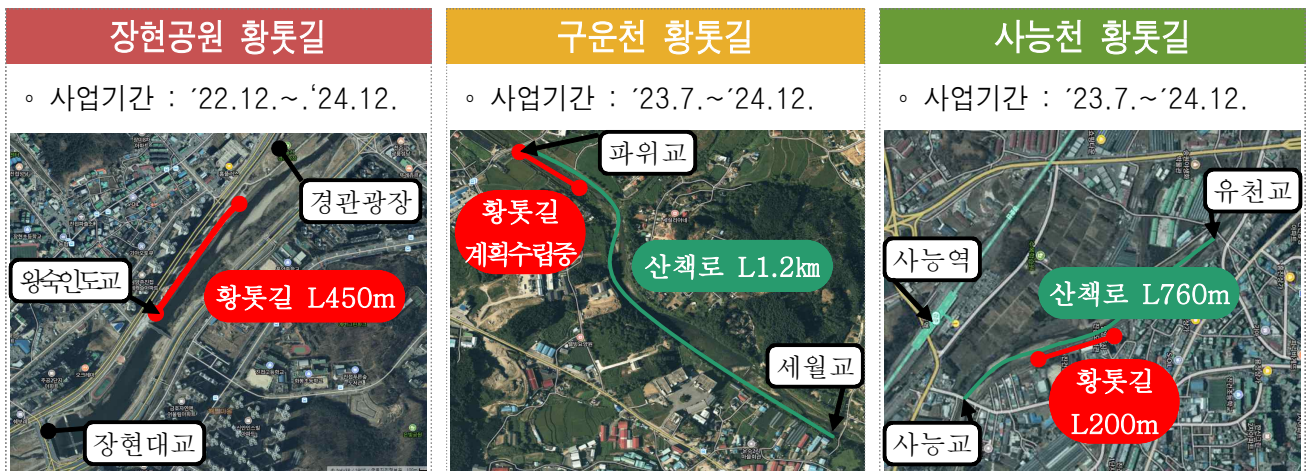 장현공원 황톳길
◦ 사업기간 : ´22.12.~.‘24.12.
경관광장
왕숙인도교
황톳길 L450m
장현대교
구운천 황톳길
◦ 사업기간 : ´23.7.~´24.12.
파위교
황톳길
계획수립중
산책로 L1.2㎞
세월교
사능천 황톳길
◦ 사업기간 : ´23.7.~´24.12.
유천교
사능역
산책로 L760m
황톳길
L200m
사능교